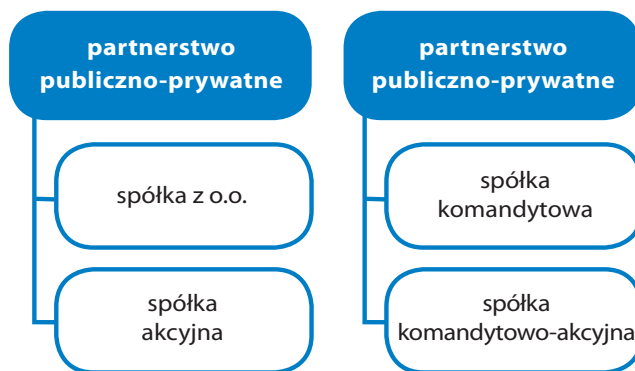 partnerstwo
publiczno-prywatne
spółka z o.o.
spółka
akcyjna
partnerstwo
publiczno-prywatne
spółka
komandytowa
spółka
komandytowo-akcyjna